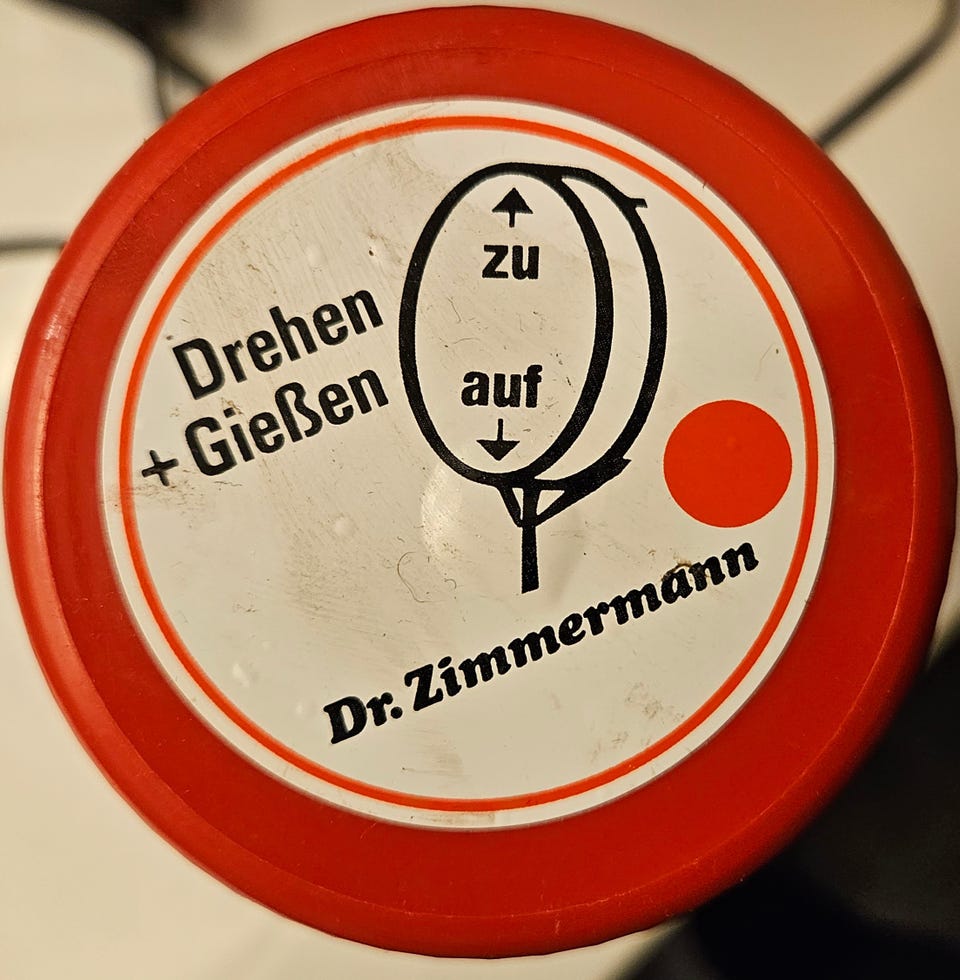 Drehen
+ Gießen
zu
auf
Dr. Zimmermann